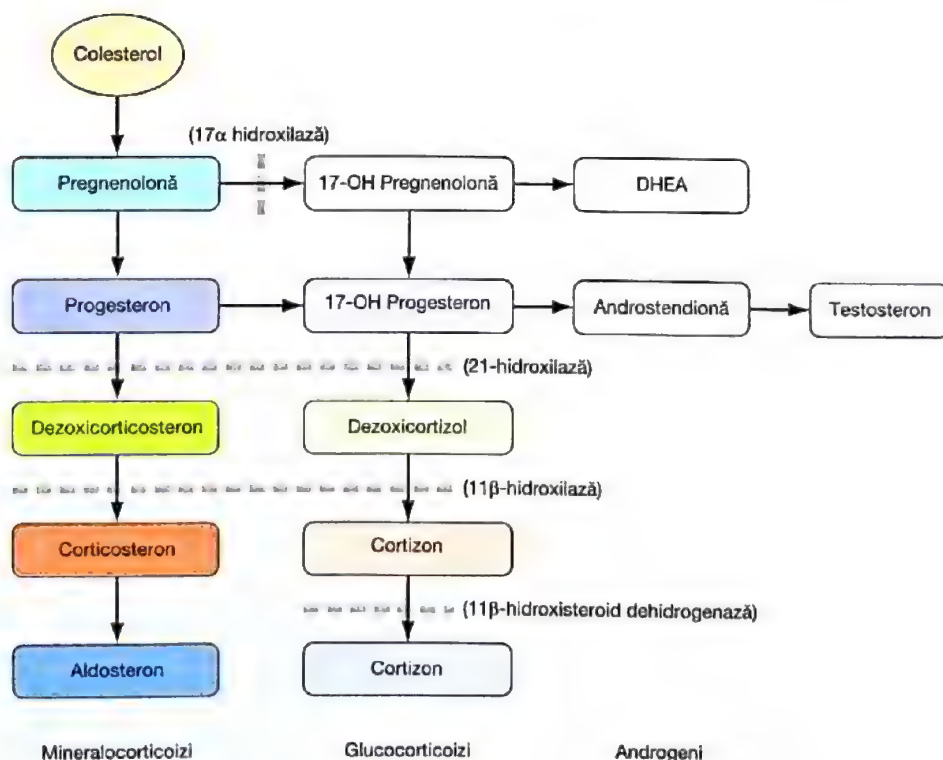 Colesterol
(17α hidroxilază)
Pregnenolonă
17-OH Pregnenolonă
DHEA
Progesteron
17-OH Progesteron
Androstendionă
Testosteron
(21-hidroxilază)
Dezoxicorticosteron
Dezoxicortizol
(11β-hidroxilază)
Corticosteron
Cortizon
(11β-hidroxisteroid dehidrogenază)
Aldosteron
Cortizon
Mineralocorticoizi
Glucocorticoizi
Androgeni